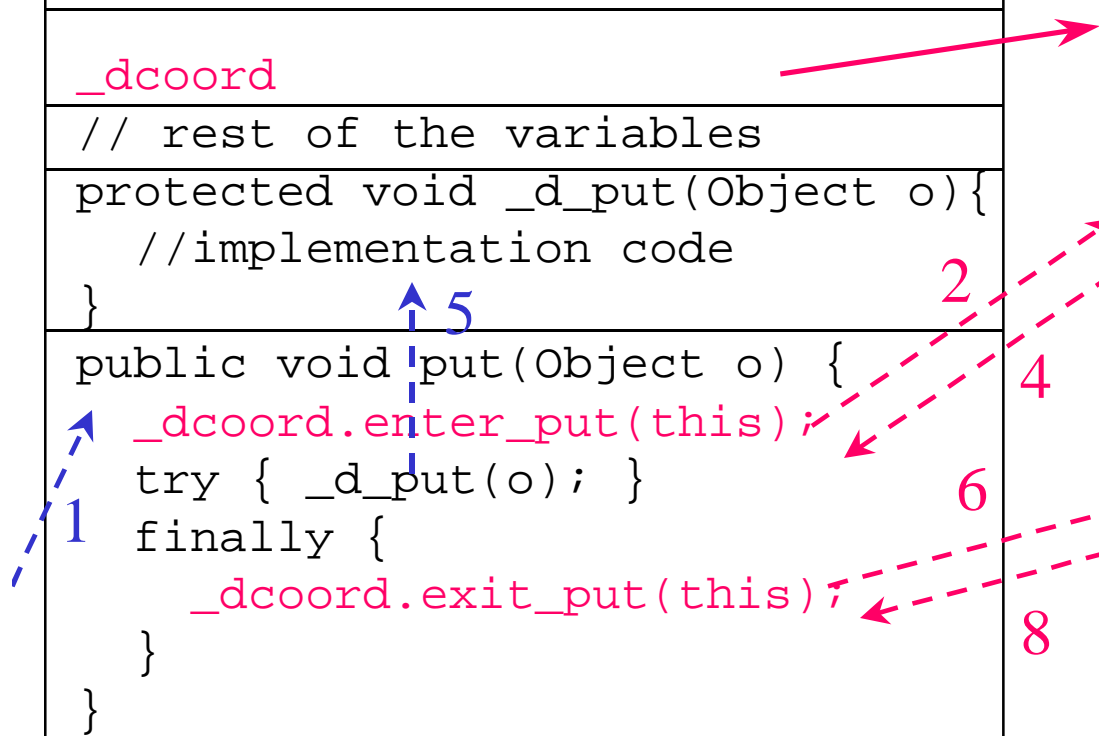 _dcoord
// rest of the variables
protected void _d_put(Object o){
//implementation code
2
}
5
public void put(Object o) {
4
_dcoord.enter_put(this);
try { _d_put(o); }
6
1
finally {
_dcoord.exit_put(this);
8
}
}